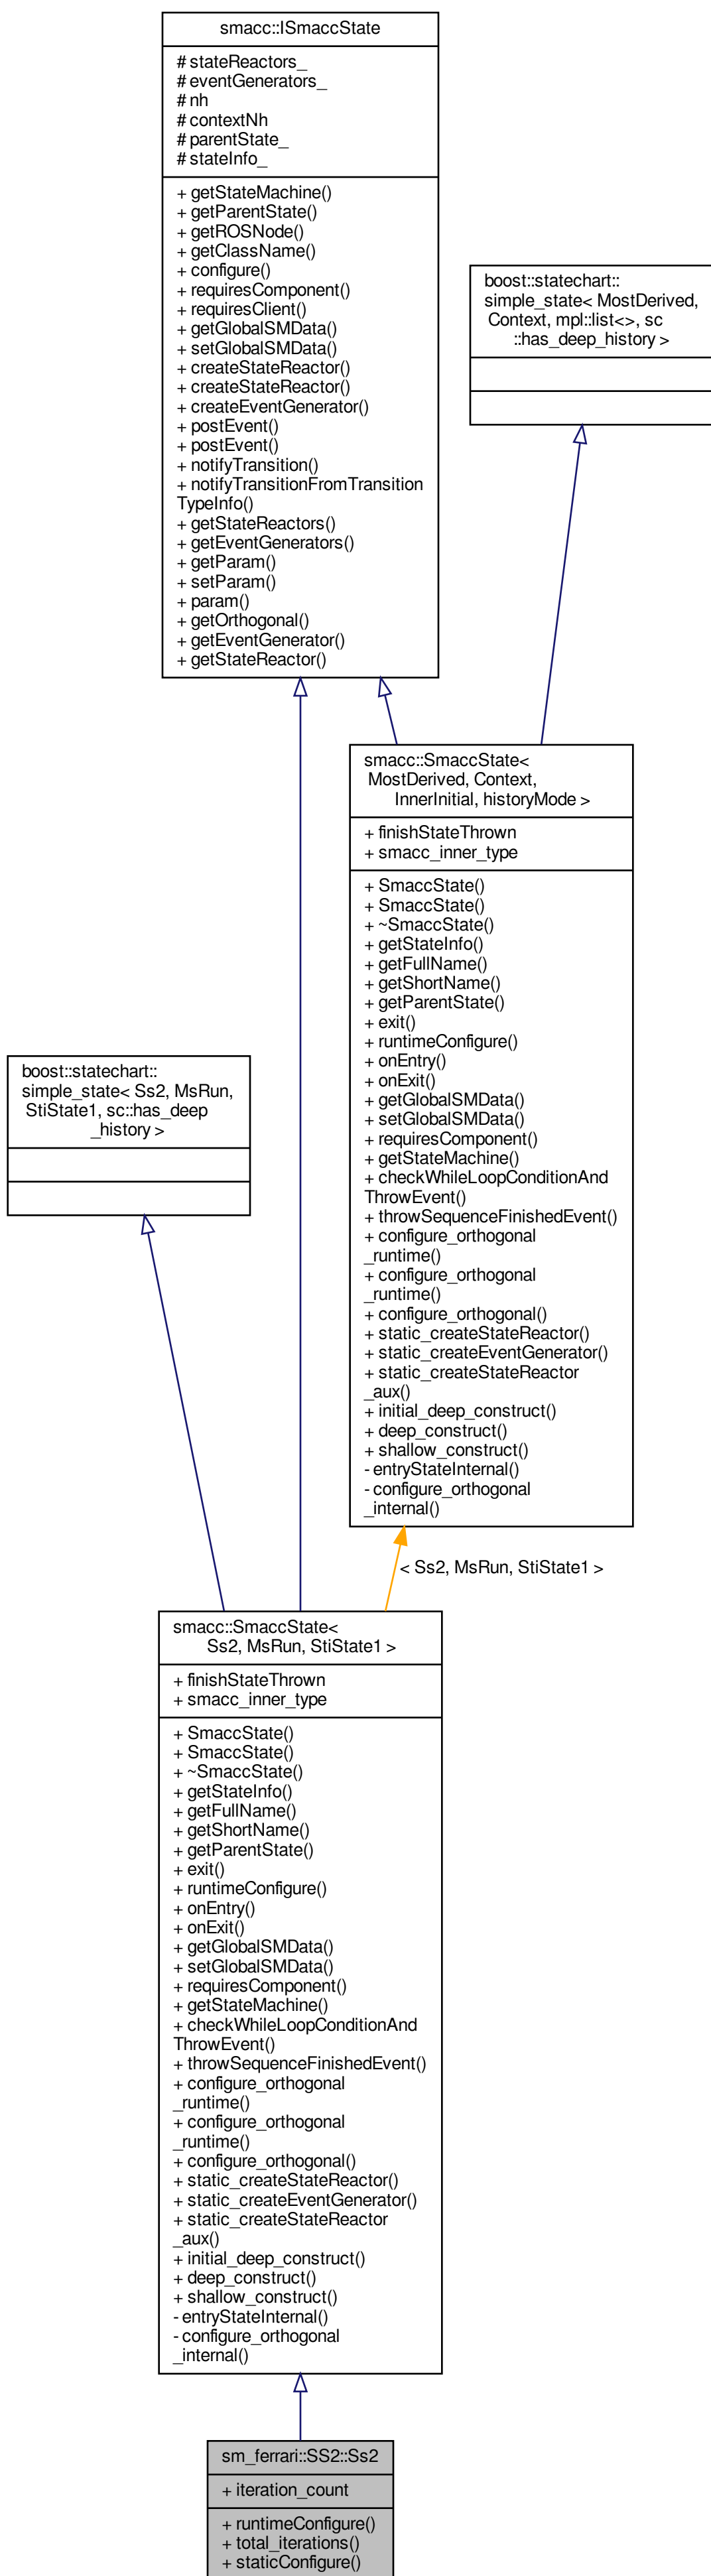 smacc::ISmaccState
# stateReactors_
# eventGenerators_
# nh
# contextNh
# parentState_
# stateInfo_
+ getStateMachine()
+ getParentState()
+ getROSNode()
+ getClassName()
+ configure()
+ requiresComponent()
+ requiresClient()
+ getGlobalSMData()
+ setGlobalSMData()
+ createStateReactor()
+ createStateReactor()
+ createEventGenerator()
+ postEvent()
+ postEvent()
+ notifyTransition()
+ notifyTransitionFromTransition
TypeInfo()
+ getStateReactors()
+ getEventGenerators()
+ getParam()
+ setParam()
+ param()
+ getOrthogonal()
+ getEventGenerator()
+ getStateReactor()
boost::statechart::
simple_state< MostDerived,
Context, mpl::list<>, sc
::has_deep_history >
smacc::SmaccState<
MostDerived, Context,
InnerInitial, historyMode >
+ finishStateThrown
+ smacc_inner_type
+ SmaccState()
+ SmaccState()
+ ~SmaccState()
+ getStateInfo()
+ getFullName()
+ getShortName()
+ getParentState()
+ exit()
+ runtimeConfigure()
+ onEntry()
+ onExit()
+ getGlobalSMData()
+ setGlobalSMData()
+ requiresComponent()
+ getStateMachine()
+ checkWhileLoopConditionAnd
ThrowEvent()
+ throwSequenceFinishedEvent()
+ configure_orthogonal
_runtime()
+ configure_orthogonal
_runtime()
+ configure_orthogonal()
+ static_createStateReactor()
+ static_createEventGenerator()
+ static_createStateReactor
_aux()
+ initial_deep_construct()
+ deep_construct()
+ shallow_construct()
- entryStateInternal()
- configure_orthogonal
_internal()
boost::statechart::
simple_state< Ss2, MsRun,
StiState1, sc::has_deep
_history >
< Ss2, MsRun, StiState1 >
smacc::SmaccState<
Ss2, MsRun, StiState1 >
+ finishStateThrown
+ smacc_inner_type
+ SmaccState()
+ SmaccState()
+ ~SmaccState()
+ getStateInfo()
+ getFullName()
+ getShortName()
+ getParentState()
+ exit()
+ runtimeConfigure()
+ onEntry()
+ onExit()
+ getGlobalSMData()
+ setGlobalSMData()
+ requiresComponent()
+ getStateMachine()
+ checkWhileLoopConditionAnd
ThrowEvent()
+ throwSequenceFinishedEvent()
+ configure_orthogonal
_runtime()
+ configure_orthogonal
_runtime()
+ configure_orthogonal()
+ static_createStateReactor()
+ static_createEventGenerator()
+ static_createStateReactor
_aux()
+ initial_deep_construct()
+ deep_construct()
+ shallow_construct()
- entryStateInternal()
- configure_orthogonal
_internal()
sm_ferrari::SS2::Ss2
+ iteration_count
+ runtimeConfigure()
+ total_iterations()
+ staticConfigure()